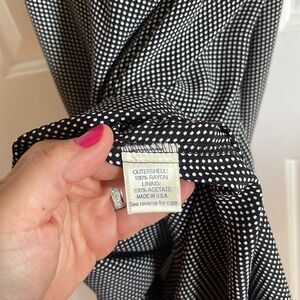 OUTERSHELL:
100% RAYON
LINING:
100% ACETATE
MADE IN U.S.A.
See reverse for care